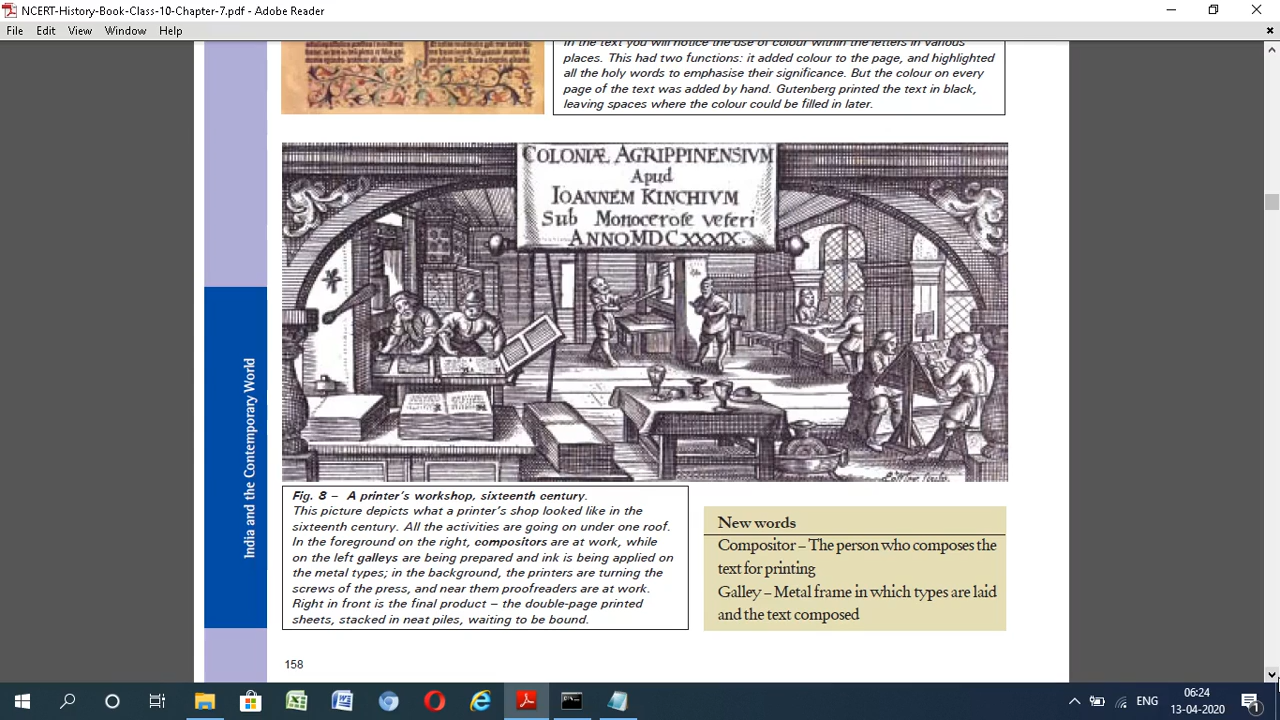 NCERT-History-Book-Class-10-Chapter-7.pdf - Adobe Reader
File Edit View Window Help
In the text you will notice the use of colour within the letters in various
places. This had two functions: it added colour to the page, and highlighted
all the holy words to emphasise their significance. But the colour on every
page of the text was added by hand. Gutenberg printed the text in black,
leaving spaces where the colour could be filled in later.
COLONIÆ AGRIPPINENSIVM
Apud
IOANNEM KINCHIVM
Sub Monocerote veteri
ANNO MDCXXXIX.
India and the Contemporary World
Fig. 8 – A printer's workshop, sixteenth century.
This picture depicts what a printer's shop looked like in the
sixteenth century. All the activities are going on under one roof.
In the foreground on the right, compositors are at work, while
on the left galleys are being prepared and ink is being applied on
the metal types; in the background, the printers are turning the
screws of the press, and near them proofreaders are at work.
Right in front is the final product – the double-page printed
sheets, stacked in neat piles, waiting to be bound.
New words
Compositor – The person who composes the
text for printing
Galley – Metal frame in which types are laid
and the text composed
158
ENG
06:24
13-04-2020
1